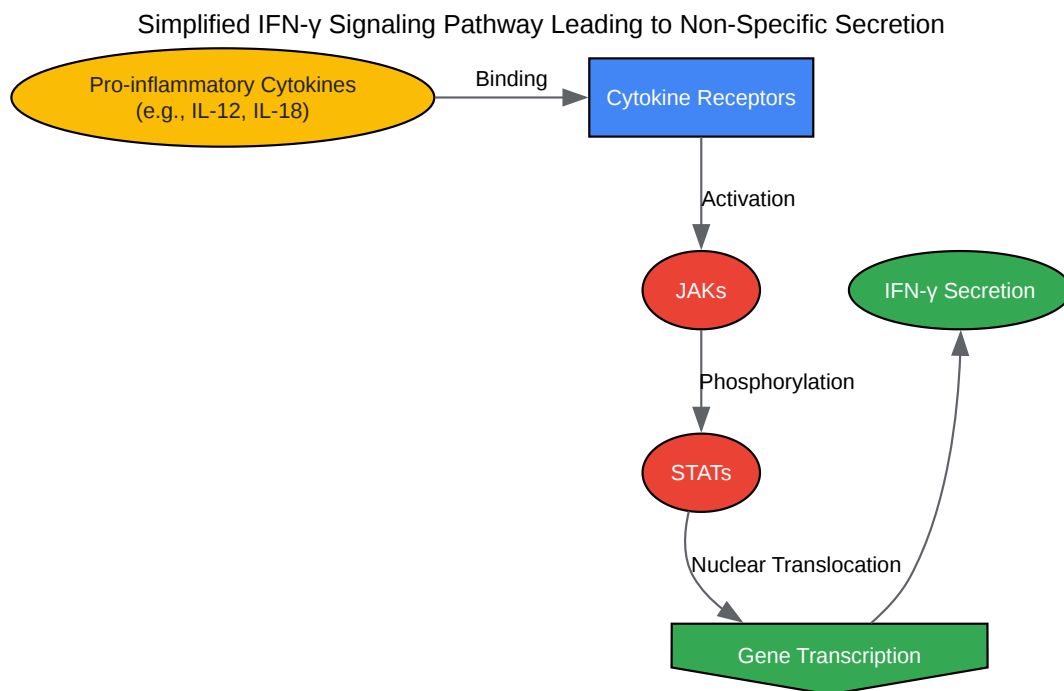 Simplified IFN-γ Signaling Pathway Leading to Non-Specific Secretion
Pro-inflammatory Cytokines
(e.g., IL-12, IL-18)
Binding
Cytokine Receptors
Activation
JAKs
IFN-γ Secretion
Phosphorylation
STATs
Nuclear Translocation
Gene Transcription